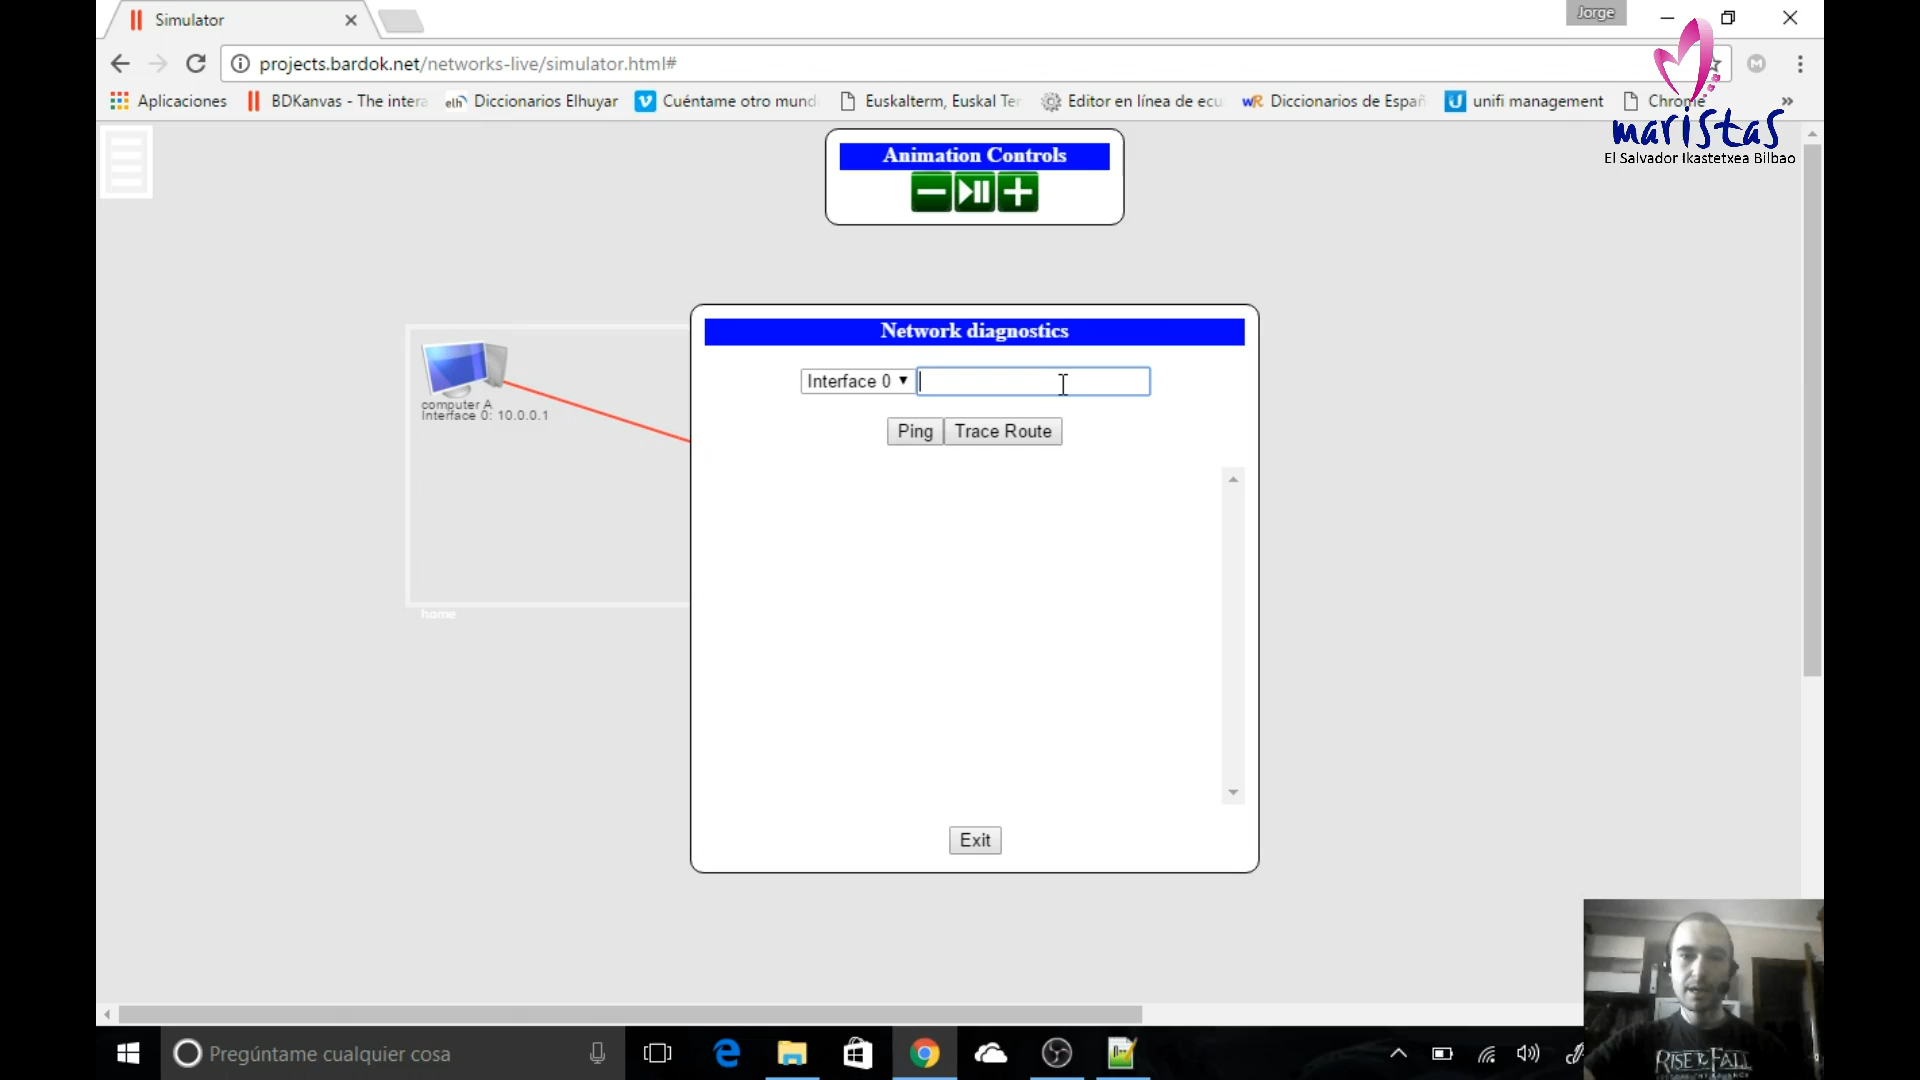 Simulator
Jorge
projects.bardok.net/networks-live/simulator.html#
Aplicaciones
BDKanvas - The intera
elh
Diccionarios Elhuyar
Cuéntame otro mund
Euskalterm, Euskal Ter
Editor en línea de ecu
WR
Diccionarios de Españ
unifi management
Chrome
»
maristas
El Salvador Ikastetxea Bilbao
Animation Controls
Network diagnostics
Interface 0
Ping
Trace Route
computer A
Interface 0: 10.0.0.1
home
Exit
Pregúntame cualquier cosa
RISE & FALL